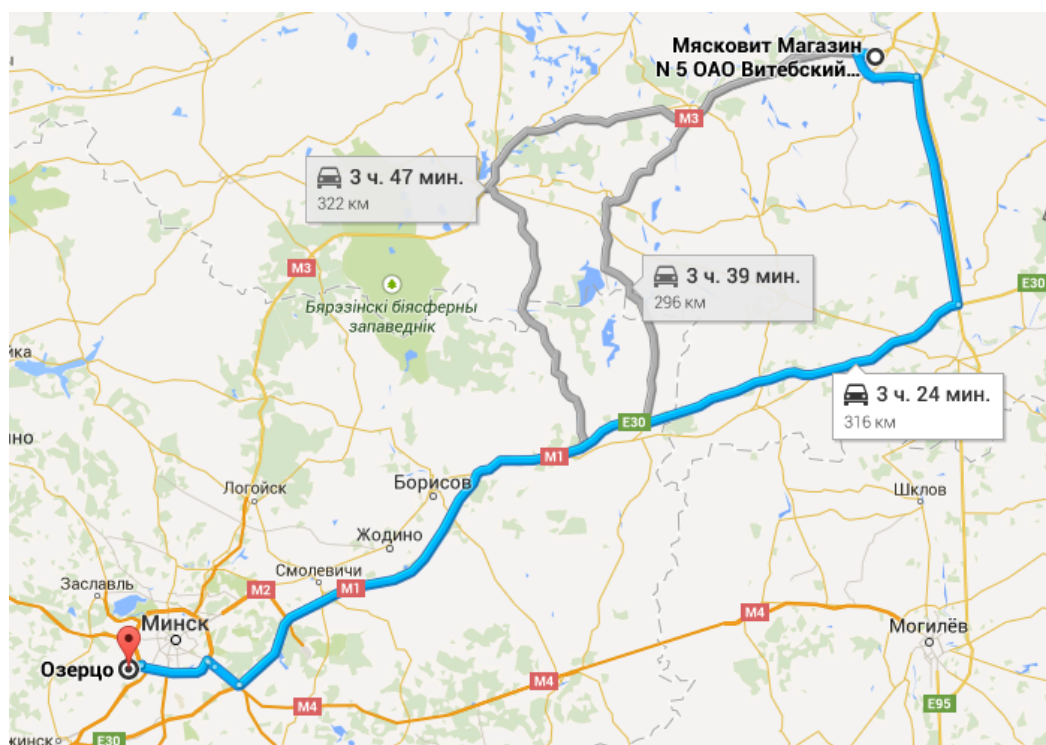 Мясковит Магазин
N 5 ОАО Витебский...
M3
3 ч. 47 мин.
322 км
M3
3 ч. 39 мин.
296 км
E30
Бярэзінскі біясферны
запаведнік
3 ч. 24 мин.
316 км
E30
M1
Борисов
Логойск
Шклов
Жодино
Смолевичи
M1
Заславль
M2
M4
Минск
Могилёв
Озерцо
M4
M4
E95
E30